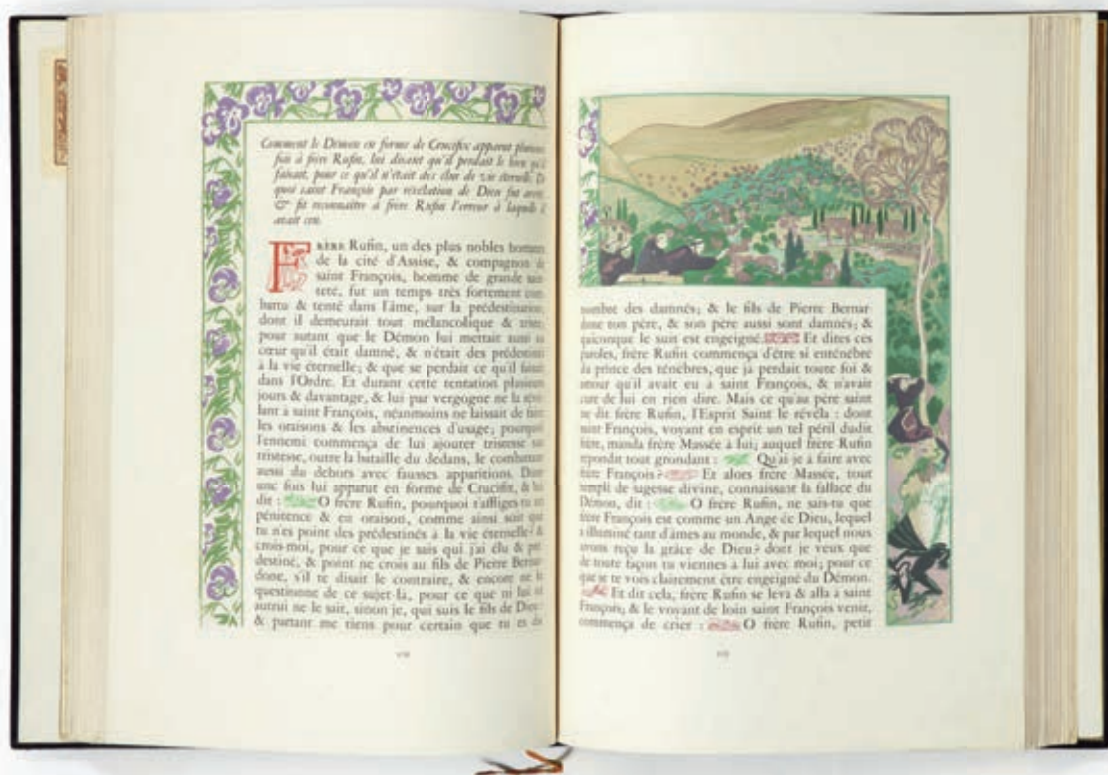 Comment le Démon en forme de Crucifix apparut plusieurs
fois à frère Rufin, lui disant qu'il perdait le bien qu'il
faisait, pour ce qu'il n'était des élus de vie éternelle. De
quoi saint François par révélation de Dieu fut averti,
& fit reconnaître à frère Rufin l'erreur à laquelle il
avait cru.
FRÈRE Rufin, un des plus nobles hommes
de la cité d'Assise, & compagnon de
saint François, homme de grande sain-
teté, fut un temps très fortement com-
battu & tenté dans l'âme, sur la prédestination,
dont il demeurait tout mélancolique & triste;
pour autant que le Démon lui mettait au
cœur qu'il était damné, & n'était des prédestinés
à la vie éternelle; & que se perdait ce qu'il faisait
dans l'Ordre. Et durant cette tentation plusieurs
jours & davantage, & lui par vergogne ne la révé-
lant à saint François, néanmoins ne laissait de faire
les oraisons & les abstinences d'usage; pourquoi
l'ennemi commença de lui ajouter tristesse sur
tristesse, outre la bataille du dedans, le combattant
aussi du dehors avec fausses apparitions. Dont
une fois lui apparut en forme de Crucifix, & lui
dit : O frère Rufin, pourquoi t'affliges-tu en
pénitence & en oraison, comme ainsi soit que
tu n'es point des prédestinés à la vie éternelle? &
crois-moi, pour ce que je sais qui j'ai élu & pré-
destiné, & point ne crois au fils de Pierre Bernar-
done, s'il te disait le contraire, & encore ne le
questionne de ce sujet-là, pour ce que ni lui ni
autrui ne le sait, sinon je, qui suis le fils de Dieu;
& partant me tiens pour certain que tu es du
nombre des damnés; & le fils de Pierre Bernar-
done ton père, & son père aussi sont damnés; &
quiconque le suit est engeigné. Et dites ces
paroles, frère Rufin commença d'être si enténébré
du prince des ténèbres, que jà perdait toute foi &
amour qu'il avait eu à saint François, & n'avait
cure de lui en rien dire. Mais ce qu'au père saint
ne dit frère Rufin, l'Esprit Saint le révéla : dont
saint François, voyant en esprit un tel péril dudit
frère, manda frère Massée à lui; auquel frère Rufin
répondit tout grondant : Qu'ai-je à faire avec
frère François? Et alors frère Massée, tout
rempli de sagesse divine, connaissant la fallace du
Démon, dit : O frère Rufin, ne sais-tu que
frère François est comme un Ange de Dieu, lequel
a illuminé tant d'âmes au monde, & par lequel nous
avons reçu la grâce de Dieu? dont je veux que
de toute façon tu viennes à lui avec moi; pour ce
que je te vois clairement être engeigné du Démon.
Et dit cela, frère Rufin se leva & alla à saint
François; & le voyant de loin saint François venir,
commença de crier : O frère Rufin, petit